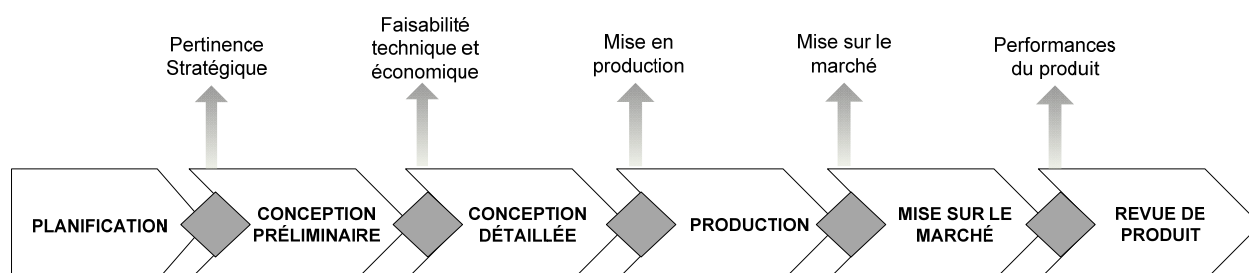 Pertinence
Stratégique
Faisabilité
technique et
économique
Mise en
production
Mise sur le
marché
Performances
du produit
PLANIFICATION
CONCEPTION
PRÉLIMINAIRE
CONCEPTION
DÉTAILLÉE
PRODUCTION
MISE SUR LE
MARCHÉ
REVUE DE
PRODUIT